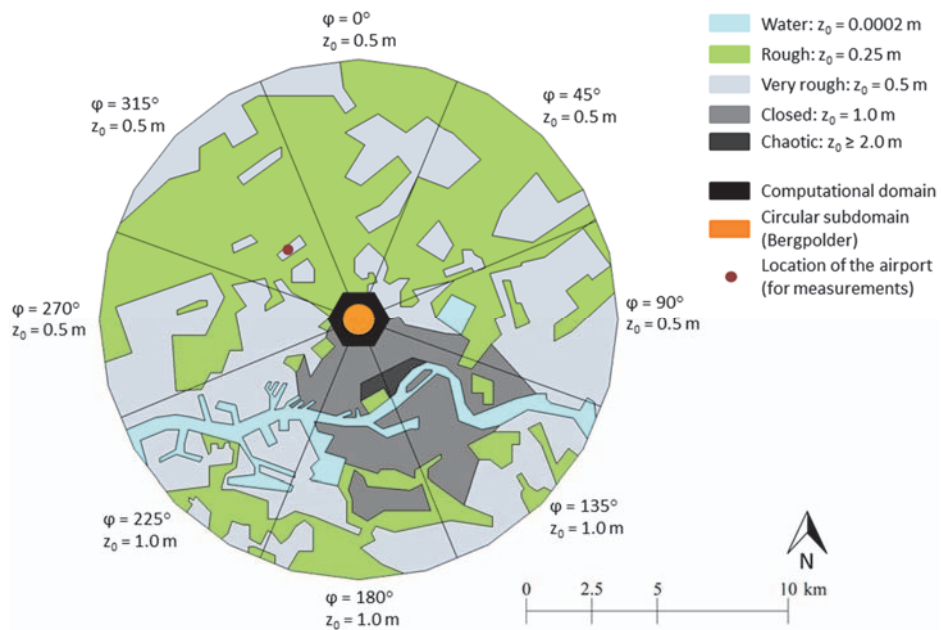 φ = 0°
z₀ = 0.5 m
φ = 45°
z₀ = 0.5 m
φ = 90°
z₀ = 0.5 m
φ = 135°
z₀ = 1.0 m
φ = 180°
z₀ = 1.0 m
φ = 225°
z₀ = 1.0 m
φ = 270°
z₀ = 0.5 m
φ = 315°
z₀ = 0.5 m
Water: z₀ = 0.0002 m
Rough: z₀ = 0.25 m
Very rough: z₀ = 0.5 m
Closed: z₀ = 1.0 m
Chaotic: z₀ ≥ 2.0 m
Computational domain
Circular subdomain
(Bergpolder)
Location of the airport
(for measurements)
N
0 2.5 5 10 km